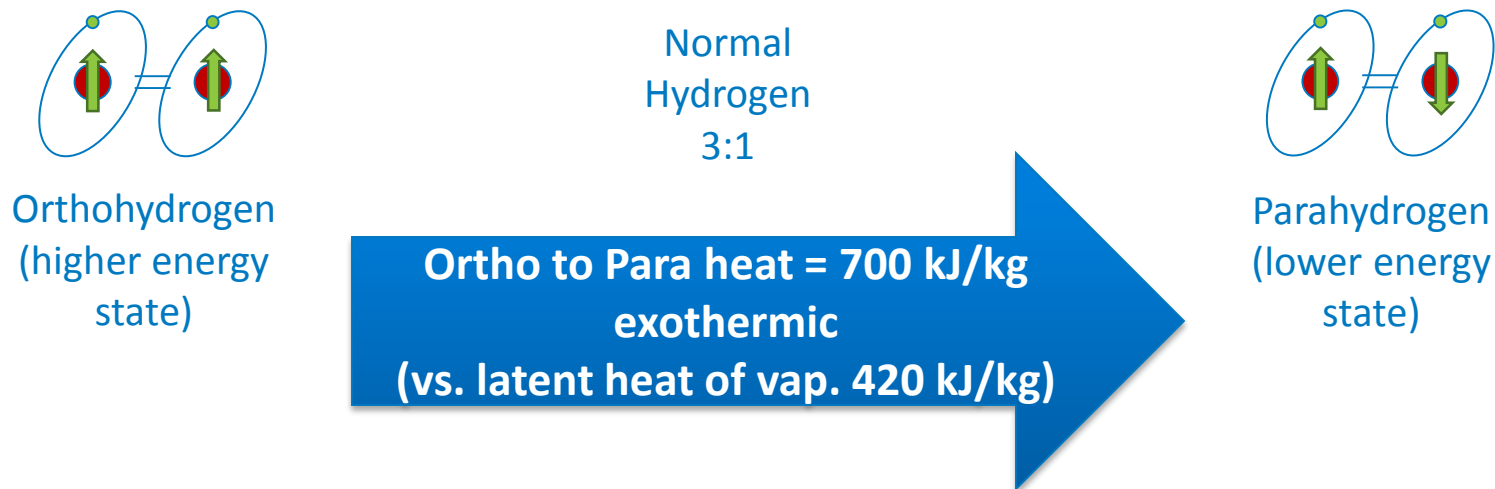 Normal
Hydrogen
3:1
Orthohydrogen
(higher energy
state)
Ortho to Para heat = 700 kJ/kg
exothermic
(vs. latent heat of vap. 420 kJ/kg)
Parahydrogen
(lower energy
state)